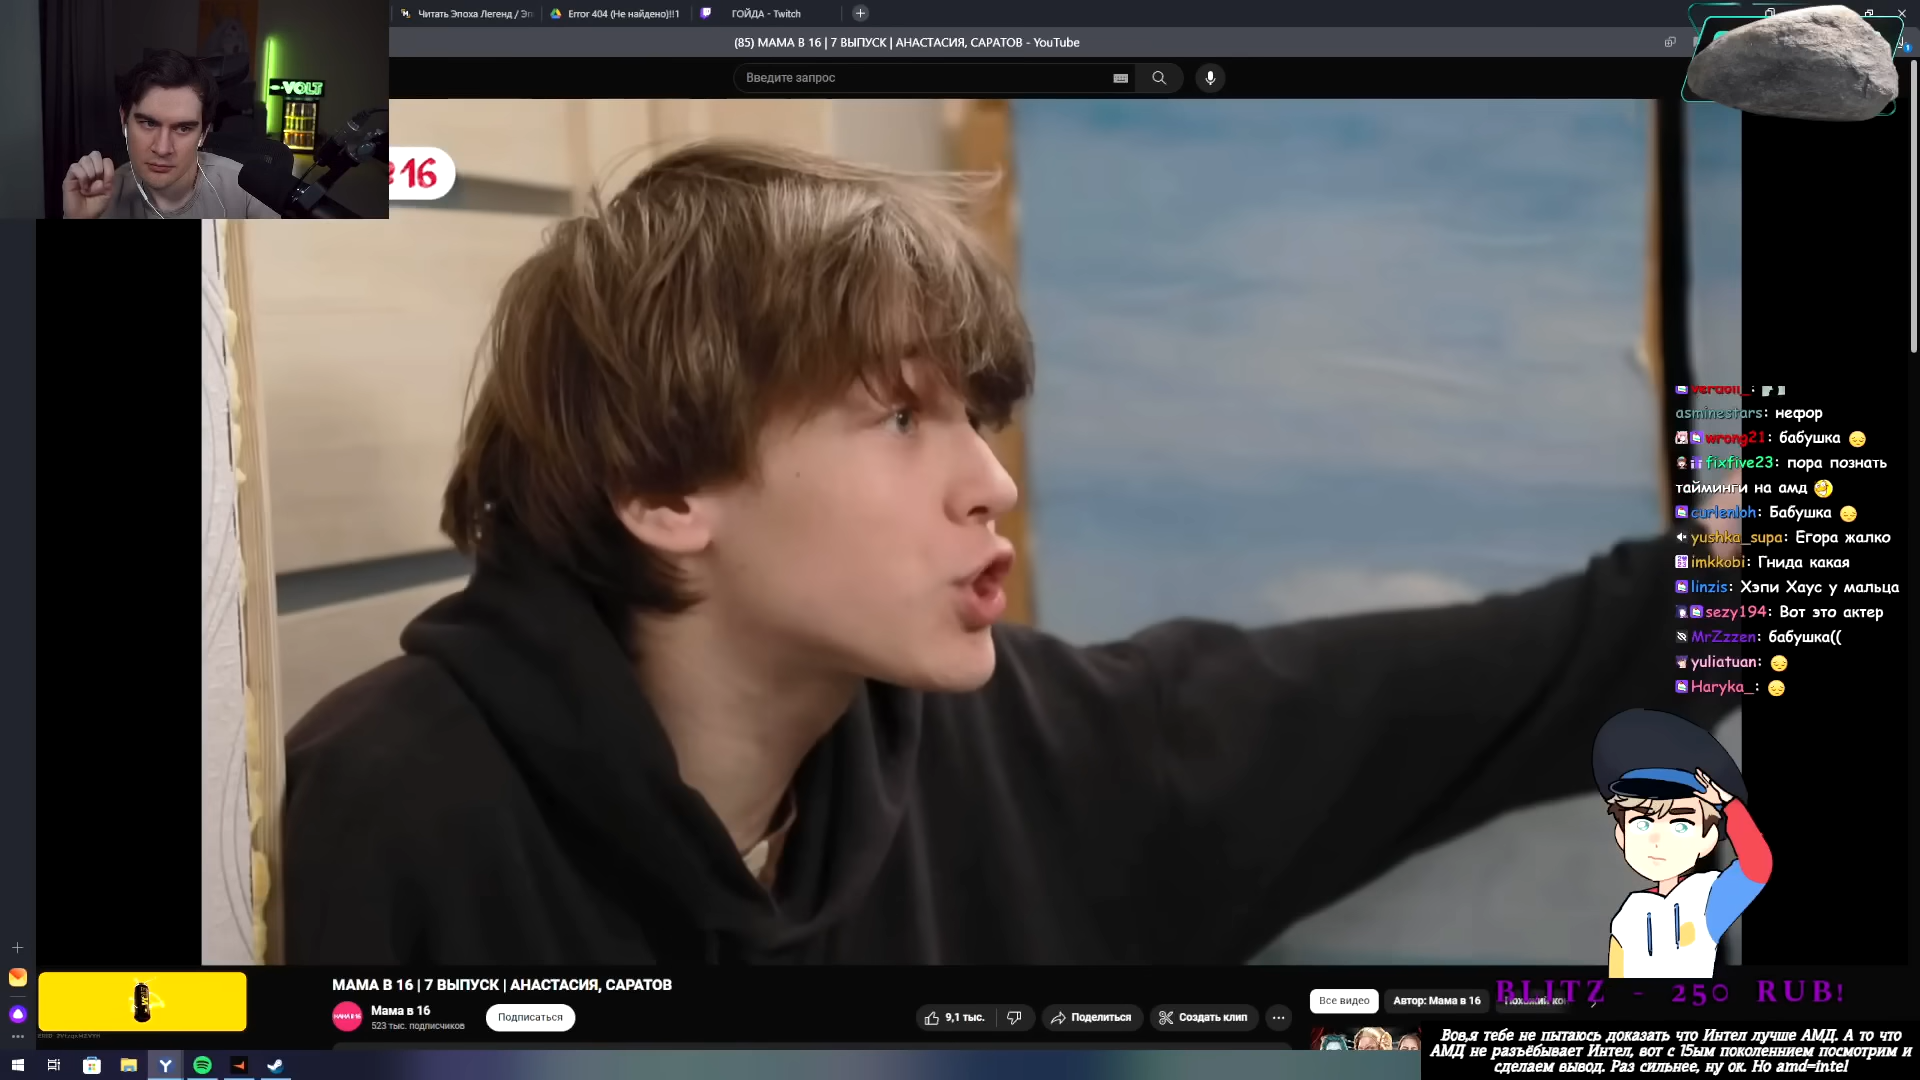 Читать Эпоха Легенд / Эп
Error 404 (Не найдено)!!1
ГОЙДА - Twitch
(85) МАМА В 16 | 7 ВЫПУСК | АНАСТАСИЯ, САРАТОВ - YouTube
Введите запрос
VOLT
16
asminestars: нефор
wrong21: бабушка
fixfive23: пора познать
тайминги на амд
curlenloh: Бабушка
yushka_supa: Егора жалко
imkkobi: Гнида какая
linzis: Хэпи Хаус у мальца
sezy194: Вот это актер
MrZzzen: бабушка((
yuliatuan:
Haryka_:
МАМА В 16 | 7 ВЫПУСК | АНАСТАСИЯ, САРАТОВ
Мама в 16
523 тыс. подписчиков
Подписаться
9,1 тыс.
Поделиться
Создать клип
Все видео
Автор: Мама в 16
BLITZ - 250 RUB!
Вов,я тебе не пытаюсь доказать что Интел лучше АМД. А то что
АМД не разъёбывает Интел, вот с 15ым поколением посмотрим и
сделаем вывод. Раз сильнее, ну ок. Но amd=intel